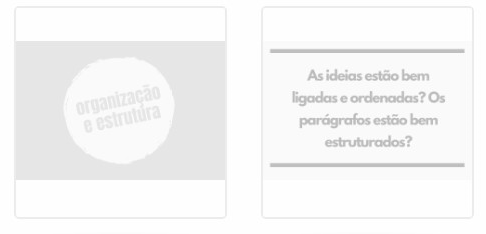 organização
e estrutura
As ideias estão bem
ligadas e ordenadas? Os
parágrafos estão bem
estruturados?